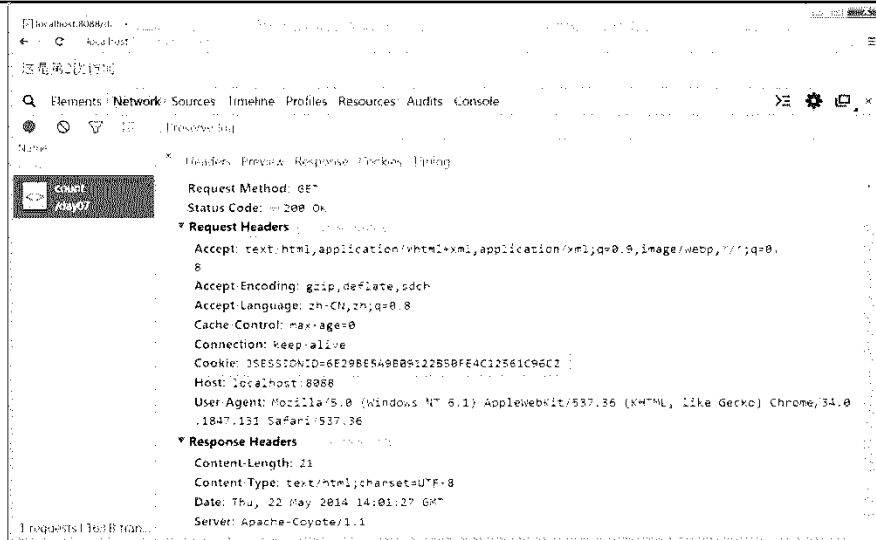 localhost:8088/d
localhost
这是第2次访问
Elements Network Sources Timeline Profiles Resources Audits Console
Preserve log
Name
Headers Preview Response Cookies Timing
count
/day07
Request Method: GET
Status Code: 200 OK
Request Headers
Accept: text/html,application/xhtml+xml,application/xml;q=0.9,image/webp,*/*;q=0.
8
Accept-Encoding: gzip,deflate,sdch
Accept-Language: zh-CN,zh;q=0.8
Cache-Control: max-age=0
Connection: keep-alive
Cookie: JSESSIONID=6E29BE5A9B09122B50FE4C12561C96C2
Host: localhost:8088
User-Agent: Mozilla/5.0 (Windows NT 6.1) AppleWebKit/537.36 (KHTML, like Gecko) Chrome/34.0
.1847.131 Safari/537.36
Response Headers
Content-Length: 21
Content-Type: text/html;charset=UTF-8
Date: Thu, 22 May 2014 14:01:27 GMT
Server: Apache-Coyote/1.1
1 requests | 163 B tran...